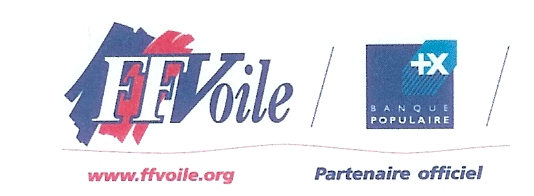 FFVoile
+X
BANQUE
POPULAIRE
www.ffvoile.org
Partenaire officiel